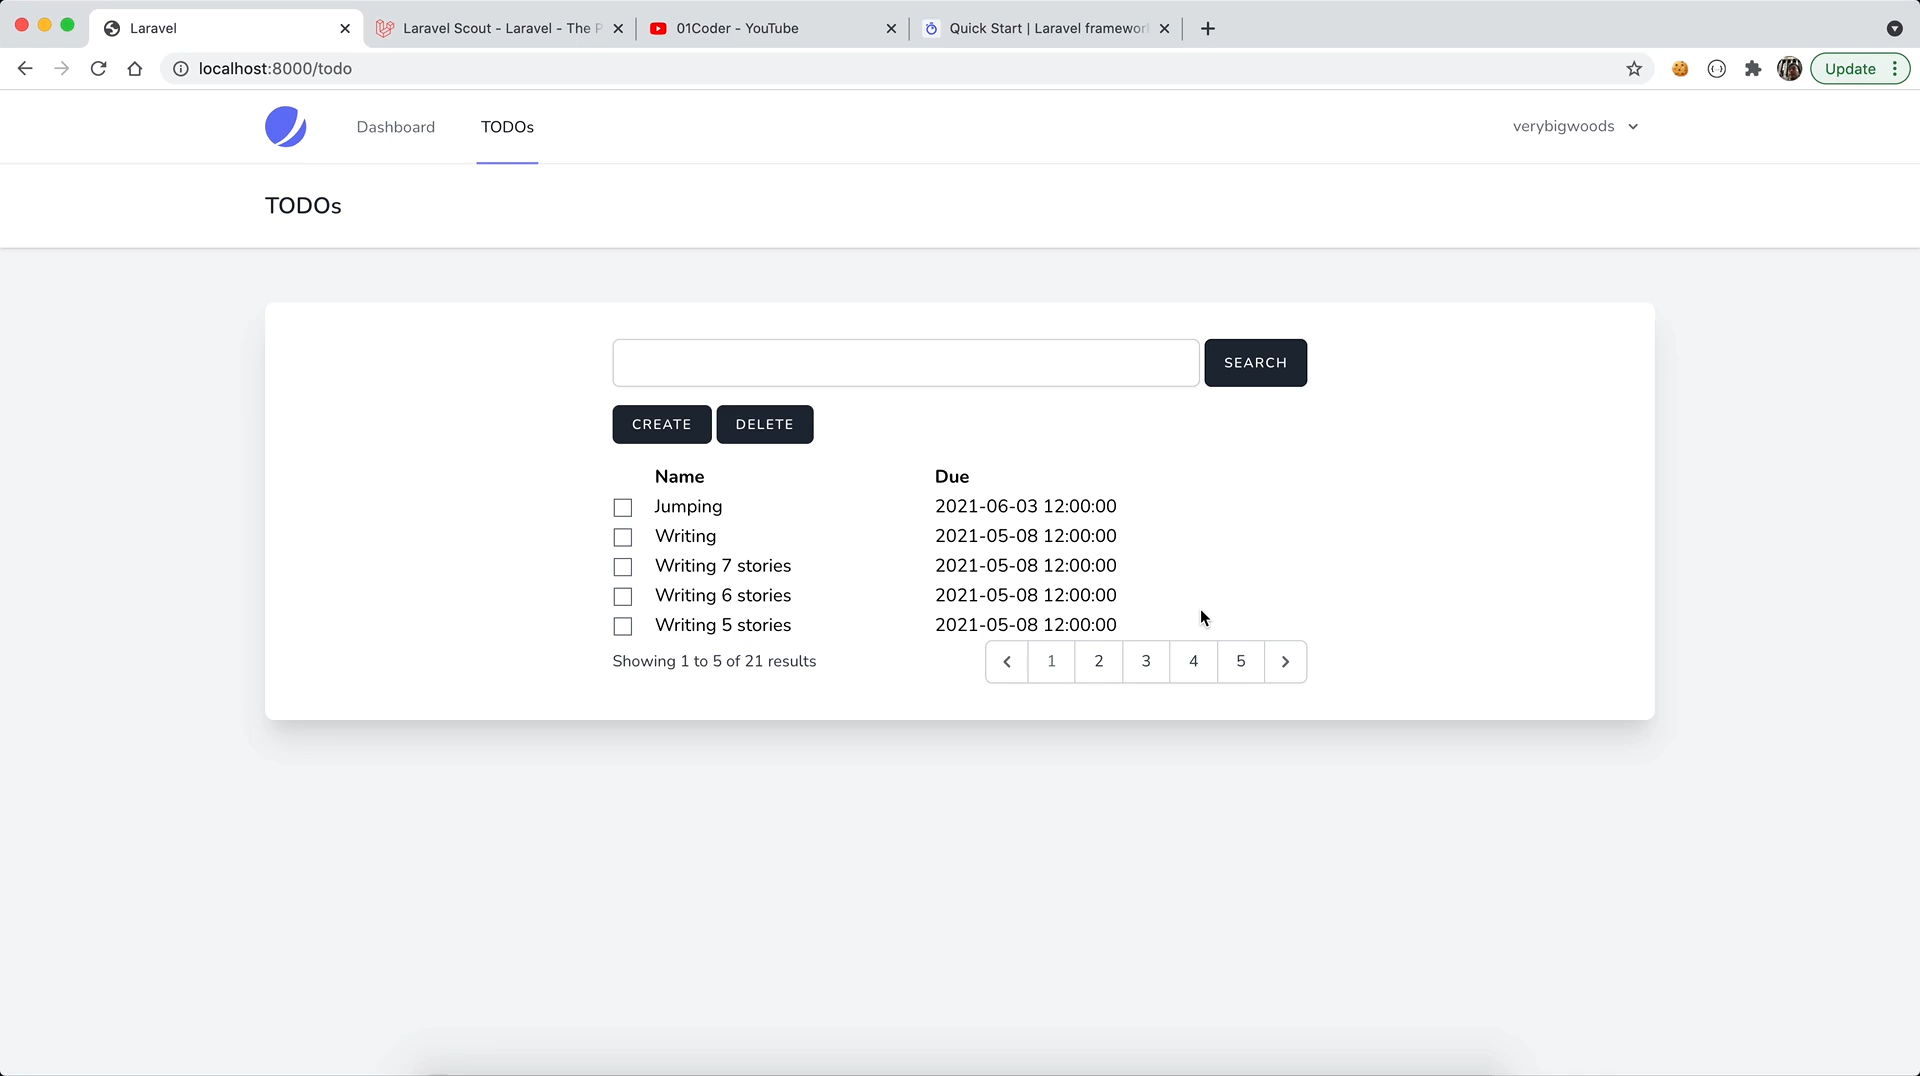 Laravel
Laravel Scout - Laravel - The P
01Coder - YouTube
Quick Start | Laravel framewor
localhost:8000/todo
Update
Dashboard
TODOs
verybigwoods
TODOs
SEARCH
CREATE
DELETE
Name Due
Jumping 2021-06-03 12:00:00
Writing 2021-05-08 12:00:00
Writing 7 stories 2021-05-08 12:00:00
Writing 6 stories 2021-05-08 12:00:00
Writing 5 stories 2021-05-08 12:00:00
Showing 1 to 5 of 21 results
1 2 3 4 5